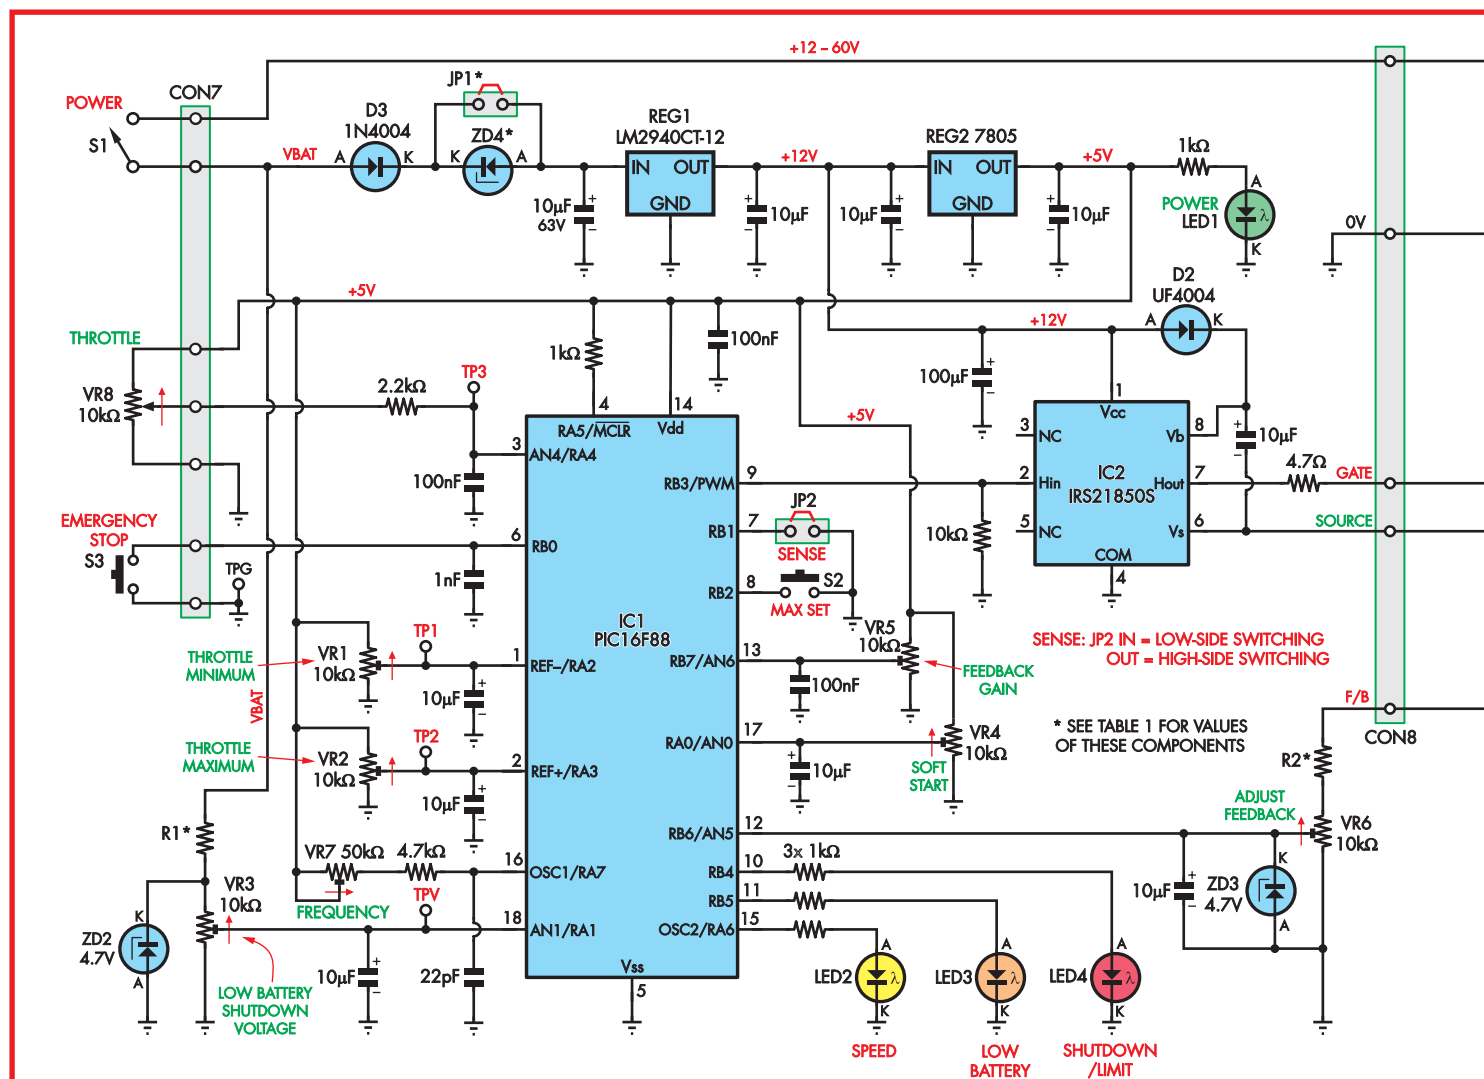 +12 – 60V
CON7
POWER
S1
VBAT
D3
1N4004
A
K
JP1*
ZD4*
K
A
REG1
LM2940CT-12
IN
OUT
GND
10µF
63V
+
–
+12V
+
10µF
–
10µF
+
–
REG2 7805
IN
OUT
GND
+5V
+
10µF
–
1kΩ
POWER
LED1
A
λ
K
0V
D2
UF4004
A
K
+5V
+12V
THROTTLE
VR8
10kΩ
2.2kΩ
TP3
1kΩ
100nF
100µF
+
–
+5V
4
14
RA5/MCLR
Vdd
3
AN4/RA4
100nF
RB3/PWM
9
1
Vcc
3
NC
Vb
8
2
Hin
IC2
IRS21850S
Hout
7
5
NC
Vs
6
COM
4
+
10µF
–
4.7Ω
GATE
SOURCE
10kΩ
EMERGENCY
STOP
S3
TPG
6
RB0
1nF
RB1
7
JP2
SENSE
RB2
8
S2
MAX SET
IC1
PIC16F88
SENSE: JP2 IN = LOW-SIDE SWITCHING
OUT = HIGH-SIDE SWITCHING
THROTTLE
MINIMUM
VR1
10kΩ
TP1
1
REF–/RA2
10µF
+
–
RB7/AN6
13
VR5
10kΩ
100nF
FEEDBACK
GAIN
F/B
CON8
VBAT
THROTTLE
MAXIMUM
VR2
10kΩ
TP2
2
REF+/RA3
10µF
+
–
RA0/AN0
17
+
10µF
–
VR4
10kΩ
SOFT
START
* SEE TABLE 1 FOR VALUES
OF THESE COMPONENTS
R2*
ADJUST
FEEDBACK
VR6
10kΩ
R1*
RB6/AN5
12
VR7 50kΩ
4.7kΩ
16
OSC1/RA7
FREQUENCY
TPV
RB4
10
3x 1kΩ
RB5
11
OSC2/RA6
15
10µF
+
–
ZD3
4.7V
K
A
VR3
10kΩ
18
AN1/RA1
K
ZD2
4.7V
A
10µF
+
–
22pF
Vss
5
LOW BATTERY
SHUTDOWN
VOLTAGE
A
LED2
λ
K
A
LED3
λ
K
A
LED4
λ
K
SPEED
LOW
BATTERY
SHUTDOWN
/LIMIT